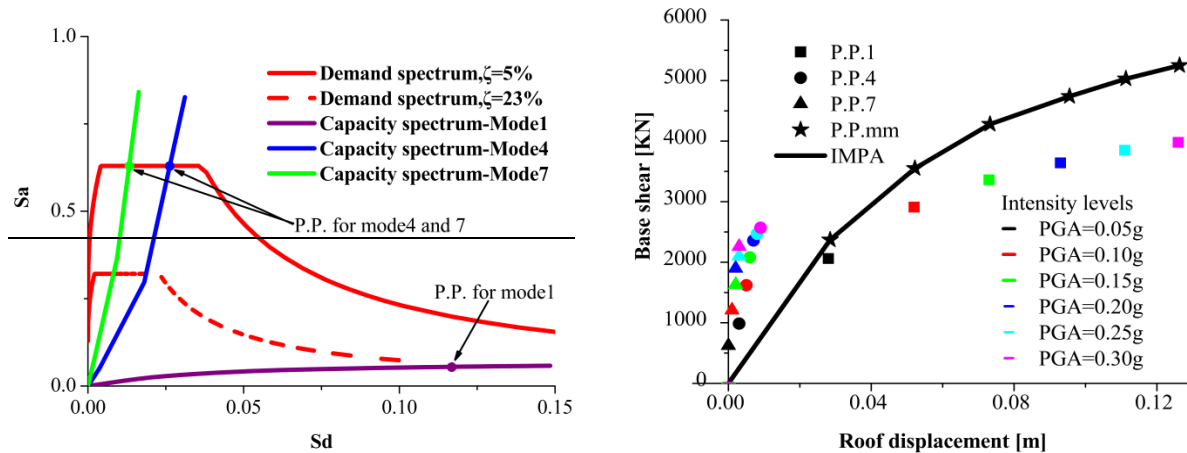 1.0
0.5
0.0
Sa
0.00
0.05
0.10
0.15
Sd
Demand spectrum,ζ=5%
Demand spectrum,ζ=23%
Capacity spectrum-Mode1
Capacity spectrum-Mode4
Capacity spectrum-Mode7
P.P. for mode4 and 7
P.P. for mode1
6000
5000
4000
3000
2000
1000
0
Base shear [KN]
0.00
0.04
0.08
0.12
Roof displacement [m]
P.P.1
P.P.4
P.P.7
P.P.mm
IMPA
Intensity levels
PGA=0.05g
PGA=0.10g
PGA=0.15g
PGA=0.20g
PGA=0.25g
PGA=0.30g